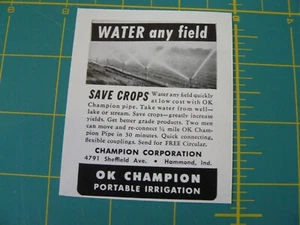 WATER any field
SAVE CROPS Water any field quickly
at low cost with OK
Champion pipe. Take water from well—
lake or stream. Save crops—greatly increase
yields. Get better grade products. Two men
can move and re-connect ¼ mile OK Cham-
pion Pipe in 30 minutes. Quick connecting,
flexible couplings. Send for FREE Circular.
CHAMPION CORPORATION
4791 Sheffield Ave. • Hammond, Ind.
OK CHAMPION
PORTABLE IRRIGATION